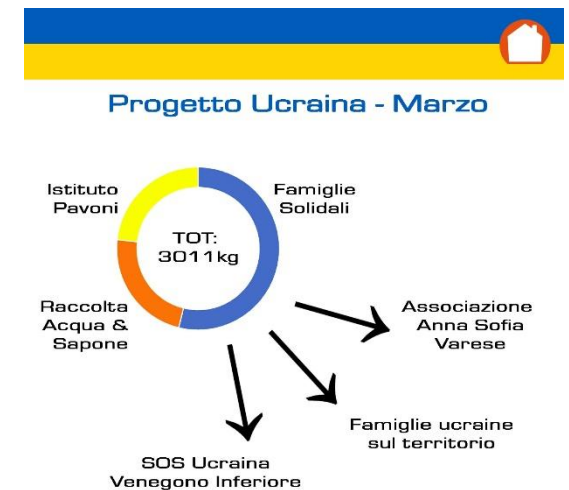 Progetto Ucraina - Marzo
Istituto
Pavoni
Famiglie
Solidali
TOT:
3011kg
Raccolta
Acqua &
Sapone
Associazione
Anna Sofia
Varese
Famiglie ucraine
sul territorio
SOS Ucraina
Venegono Inferiore